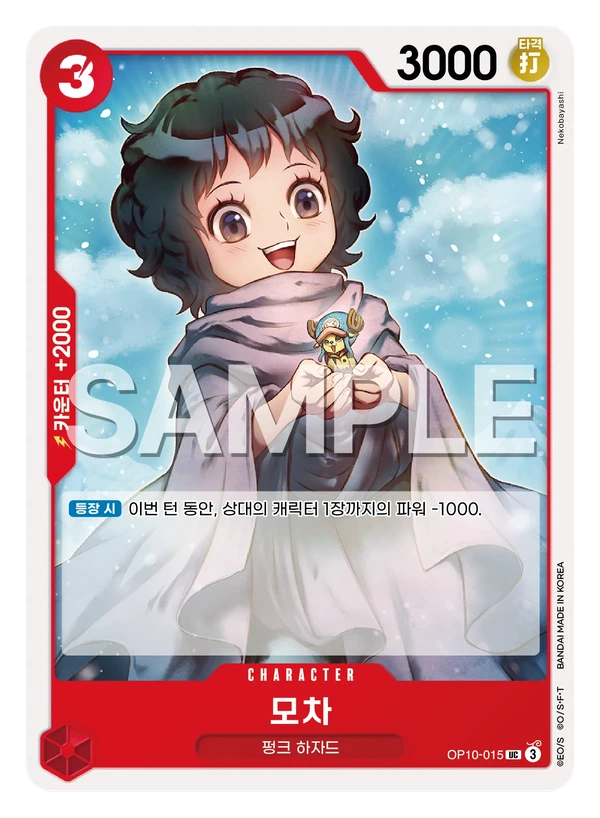 3
3000
타격
打
Nekobayashi
카운터 +2000
SAMPLE
등장 시 이번 턴 동안, 상대의 캐릭터 1장까지의 파워 -1000.
CHARACTER
모차
펑크 하자드
OP10-015 UC 3
©EO/S ©O/S・F・T BANDAI MADE IN KOREA